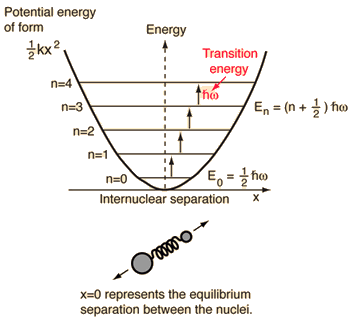 Potential energy
of form
½kx²
Energy
Transition
energy
n=4
ħω
n=3
Eₙ = (n + ½) ħω
n=2
n=1
n=0
E₀ = ½ ħω
Internuclear separation
x
x=0 represents the equilibrium
separation between the nuclei.